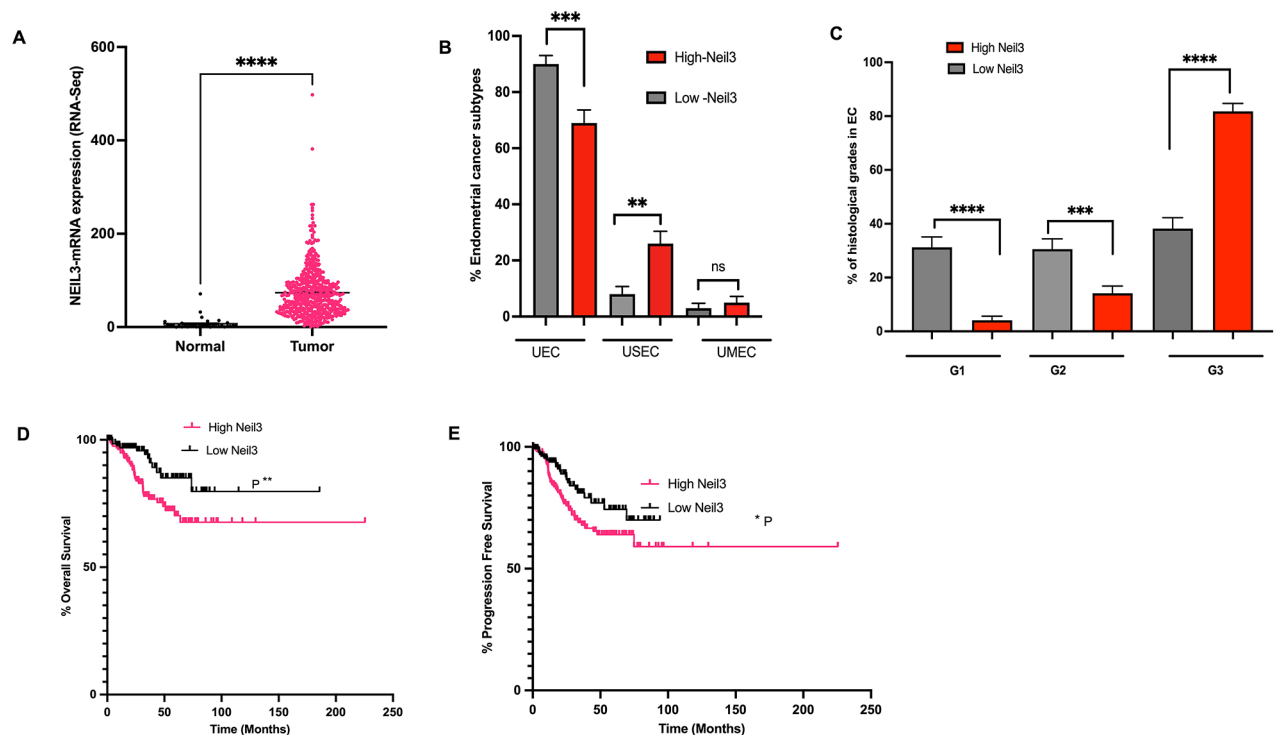 A
NEIL3-mRNA expression (RNA-Seq)
600
400
200
0
****
Normal
Tumor
B
% Endometrial cancer subtypes
100
80
60
40
20
0
***
**
ns
High-Neil3
Low -Neil3
UEC
USEC
UMEC
C
% of histological grades in EC
100
80
60
40
20
0
High Neil3
Low Neil3
****
***
****
G1
G2
G3
D
% Overall Survival
100
50
0
High Neil3
Low Neil3
P **
0
50
100
150
200
250
Time (Months)
E
% Progression Free Survival
100
50
0
High Neil3
Low Neil3
* P
0
50
100
150
200
250
Time (Months)